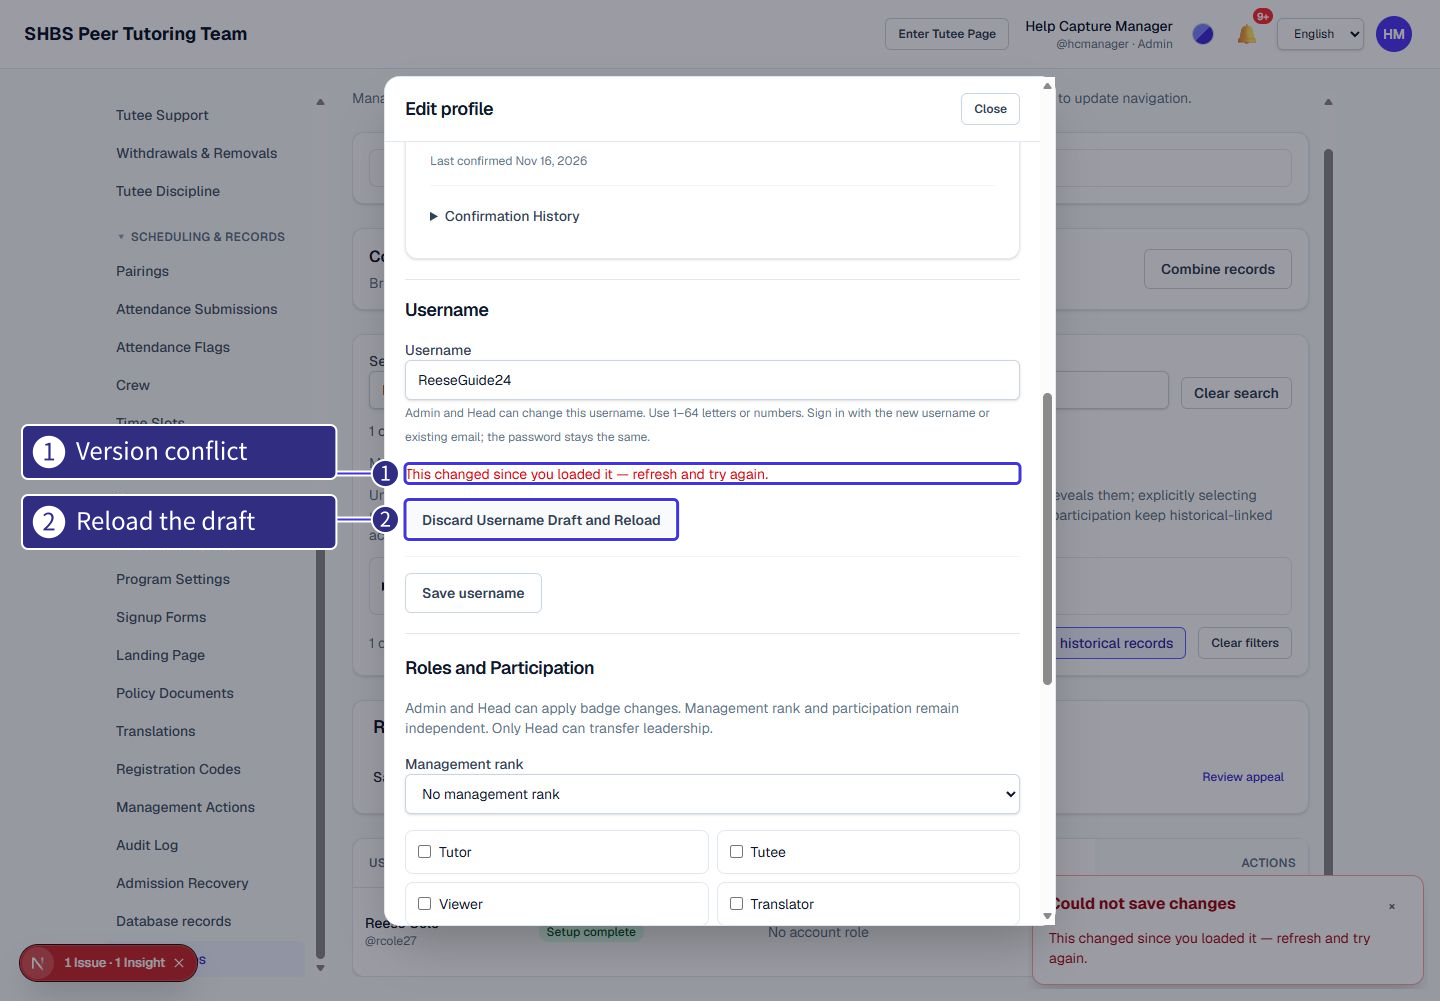 SHBS Peer Tutoring Team
Enter Tutee Page
Help Capture Manager
@hcmanager · Admin
9+
English
HM
Tutee Support
Withdrawals & Removals
Tutee Discipline
▼ SCHEDULING & RECORDS
Pairings
Attendance Submissions
Attendance Flags
Crew
Time Slots
Program Settings
Signup Forms
Landing Page
Policy Documents
Translations
Registration Codes
Management Actions
Audit Log
Admission Recovery
Database records
1 Issue · 1 Insight
1 Version conflict
2 Reload the draft
to update navigation.
Combine records
Clear search
eveals them; explicitly selecting
participation keep historical-linked
historical records
Clear filters
Review appeal
ACTIONS
Edit profile
Close
Last confirmed Nov 16, 2026
▶ Confirmation History
Username
Username
ReeseGuide24
Admin and Head can change this username. Use 1–64 letters or numbers. Sign in with the new username or
existing email; the password stays the same.
1 This changed since you loaded it — refresh and try again.
2 Discard Username Draft and Reload
Save username
Roles and Participation
Admin and Head can apply badge changes. Management rank and participation remain
independent. Only Head can transfer leadership.
Management rank
No management rank
Tutor
Tutee
Viewer
Translator
@rcole27
Setup complete
No account role
Could not save changes
×
This changed since you loaded it — refresh and try
again.